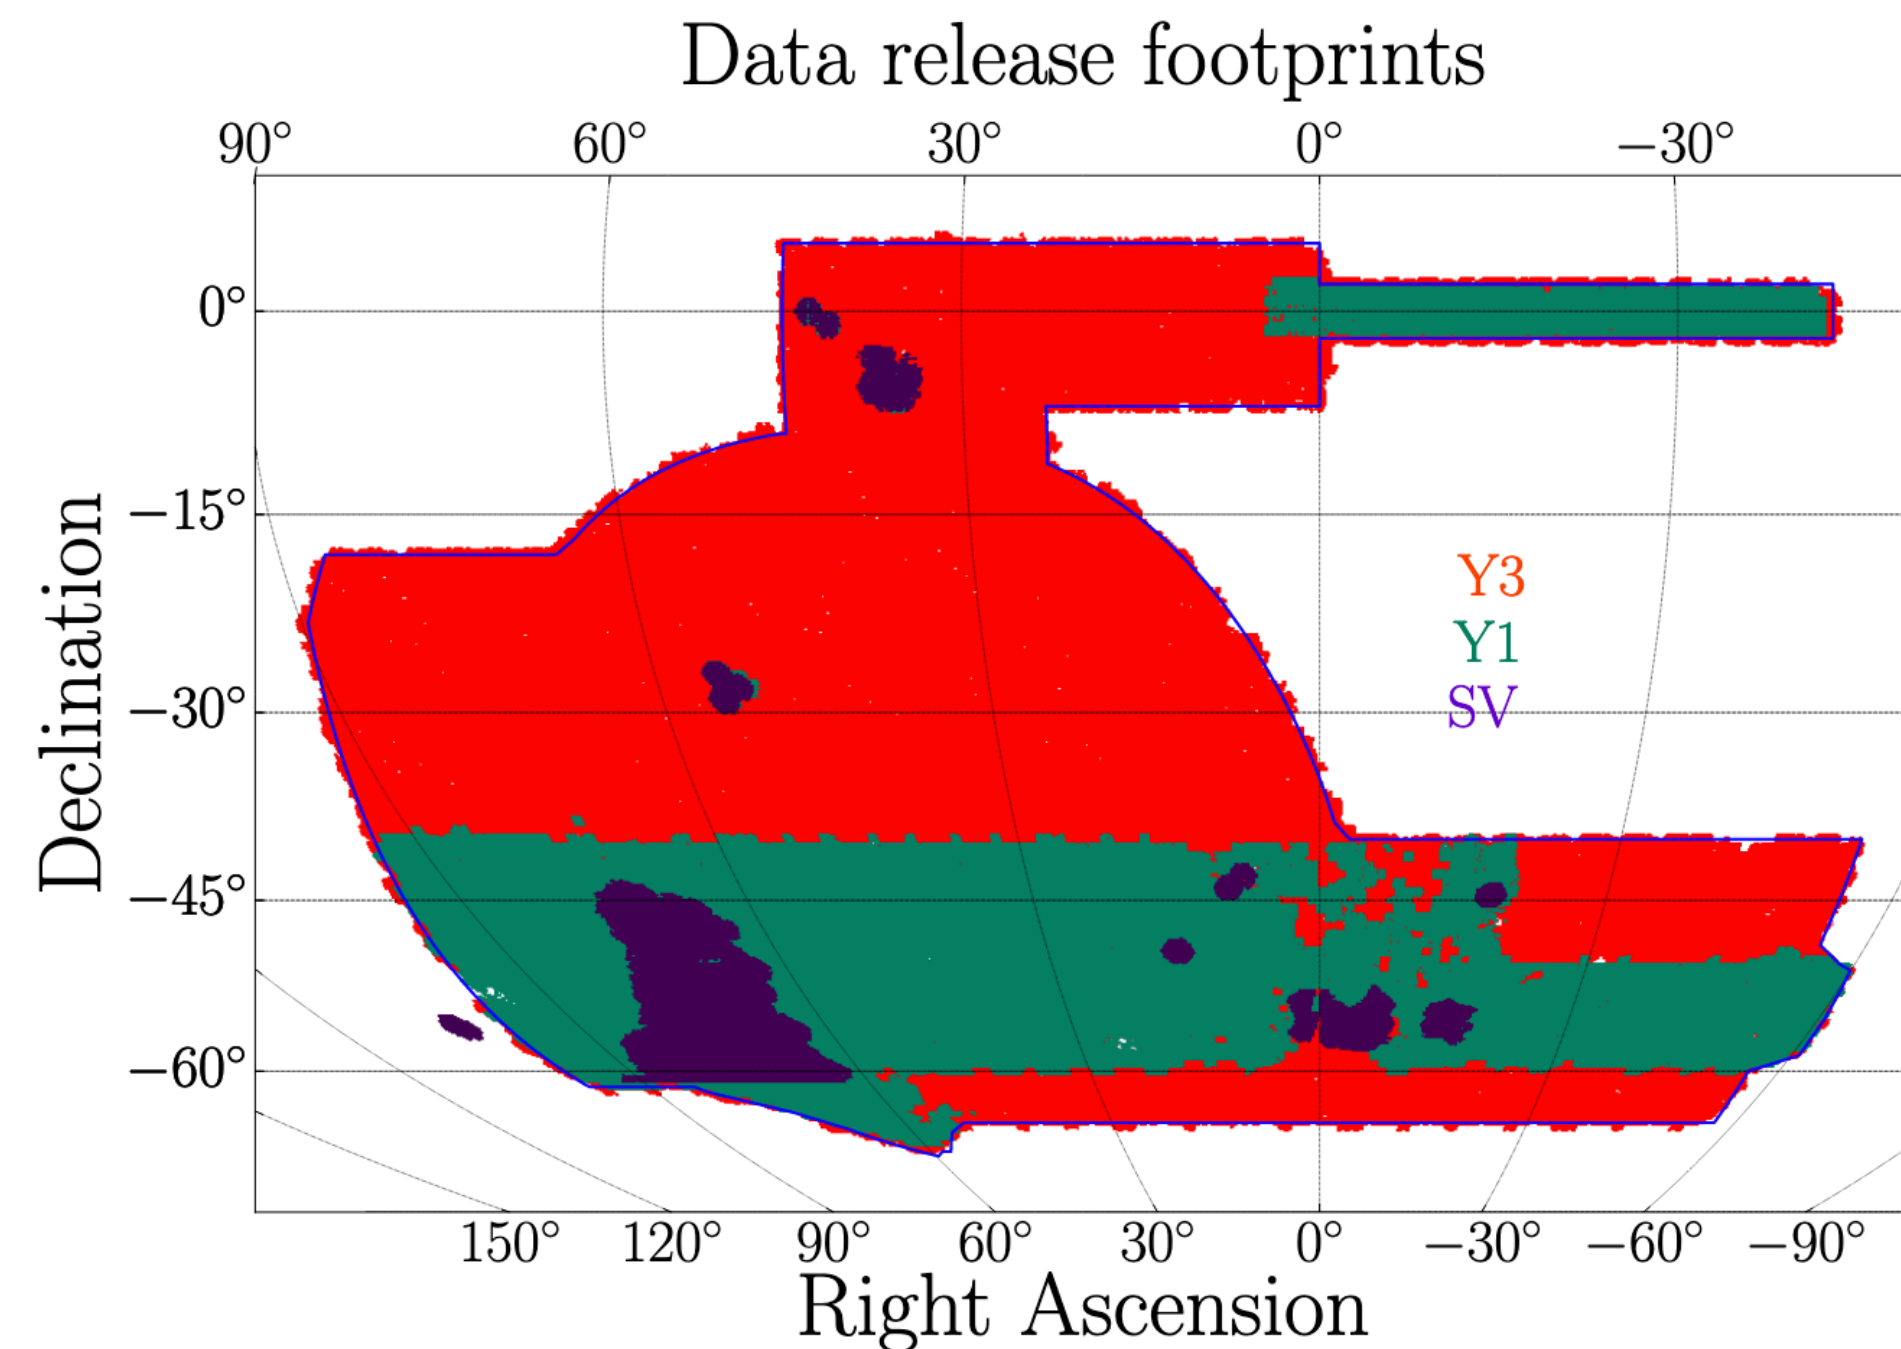 Data release footprints
90° 60° 30° 0° −30°
0°
−15°
−30°
−45°
−60°
Declination
Y3
Y1
SV
150° 120° 90° 60° 30° 0° −30° −60° −90°
Right Ascension